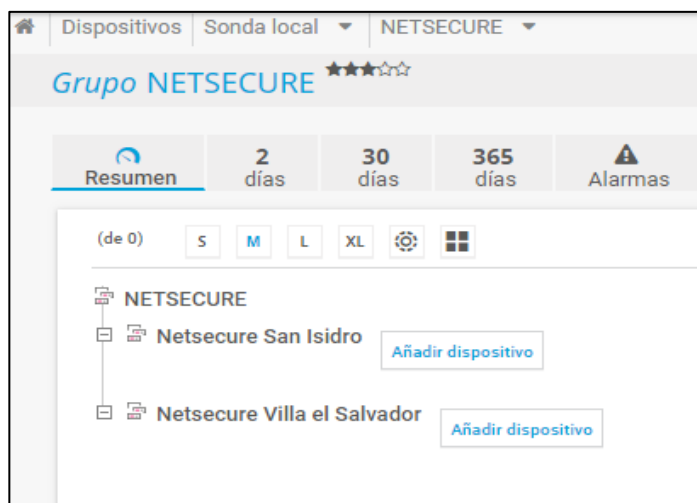 Dispositivos Sonda local NETSECURE
Grupo NETSECURE
Resumen
2 días
30 días
365 días
Alarmas
(de 0) S M L XL
NETSECURE
Netsecure San Isidro Añadir dispositivo
Netsecure Villa el Salvador Añadir dispositivo